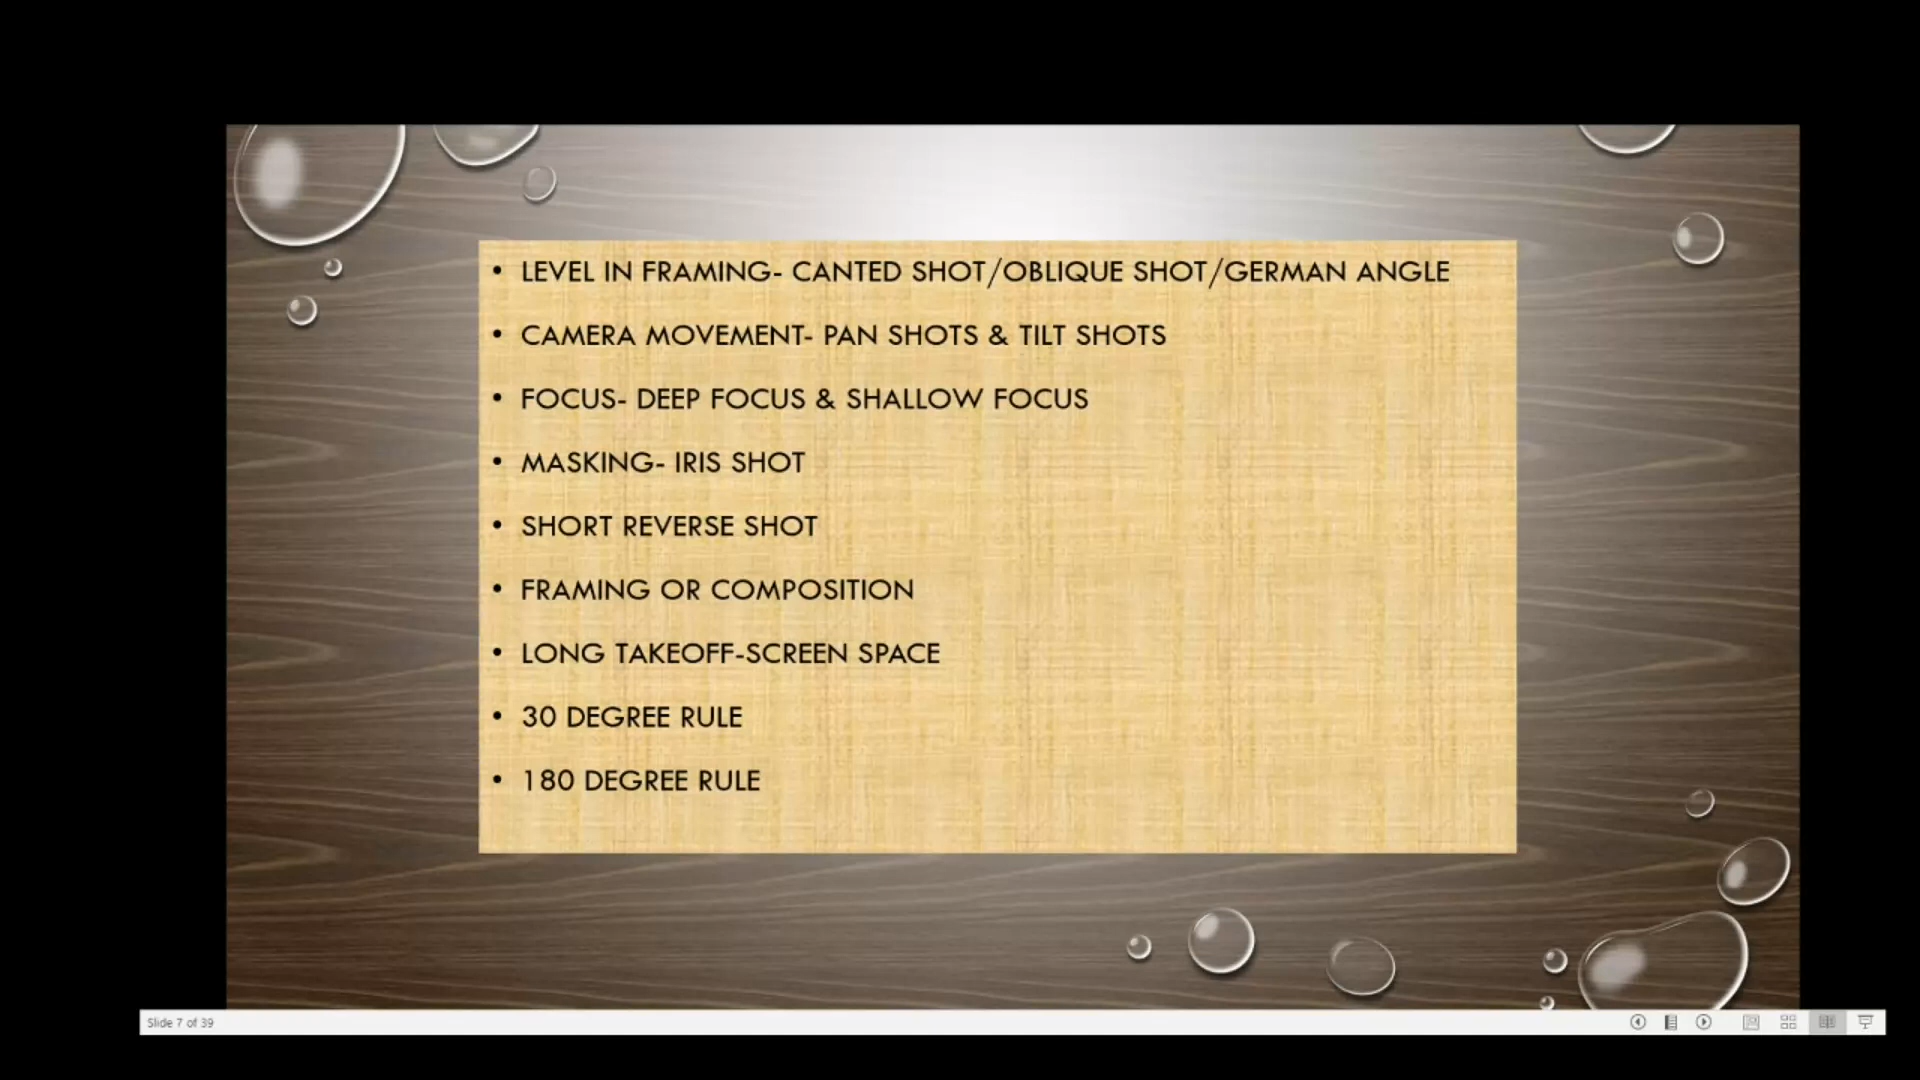 • LEVEL IN FRAMING- CANTED SHOT/OBLIQUE SHOT/GERMAN ANGLE
• CAMERA MOVEMENT- PAN SHOTS & TILT SHOTS
• FOCUS- DEEP FOCUS & SHALLOW FOCUS
• MASKING- IRIS SHOT
• SHORT REVERSE SHOT
• FRAMING OR COMPOSITION
• LONG TAKEOFF-SCREEN SPACE
• 30 DEGREE RULE
• 180 DEGREE RULE
Slide 7 of 39